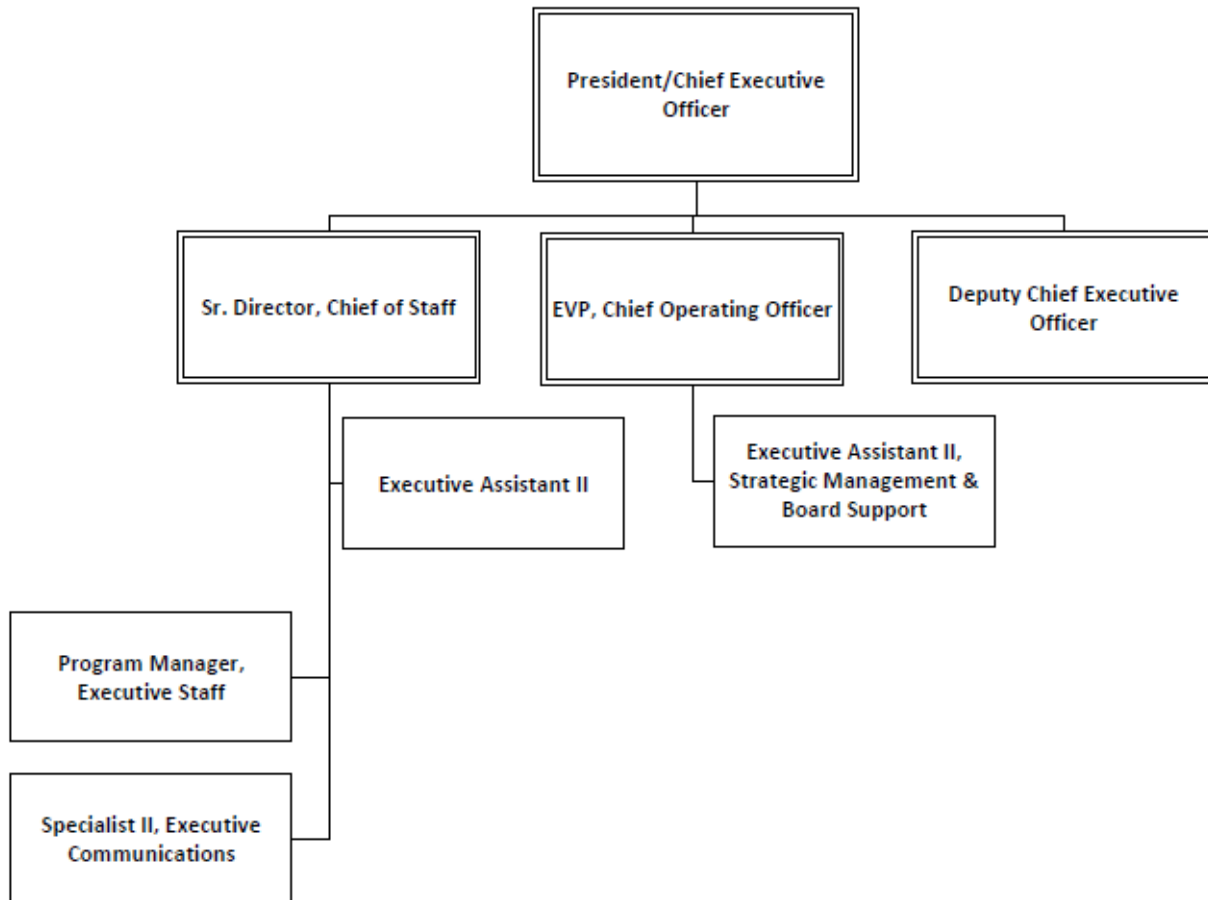 President/Chief Executive
Officer
Sr. Director, Chief of Staff
EVP, Chief Operating Officer
Deputy Chief Executive
Officer
Executive Assistant II
Executive Assistant II,
Strategic Management &
Board Support
Program Manager,
Executive Staff
Specialist II, Executive
Communications